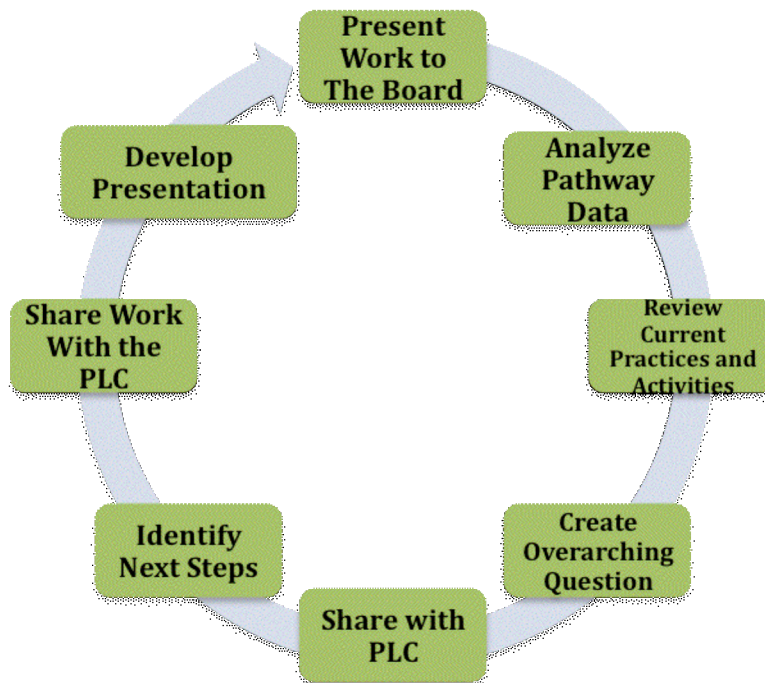 Present
Work to
The Board
Analyze
Pathway
Data
Review
Current
Practices and
Activities
Create
Overarching
Question
Share with
PLC
Identify
Next Steps
Share Work
With the
PLC
Develop
Presentation